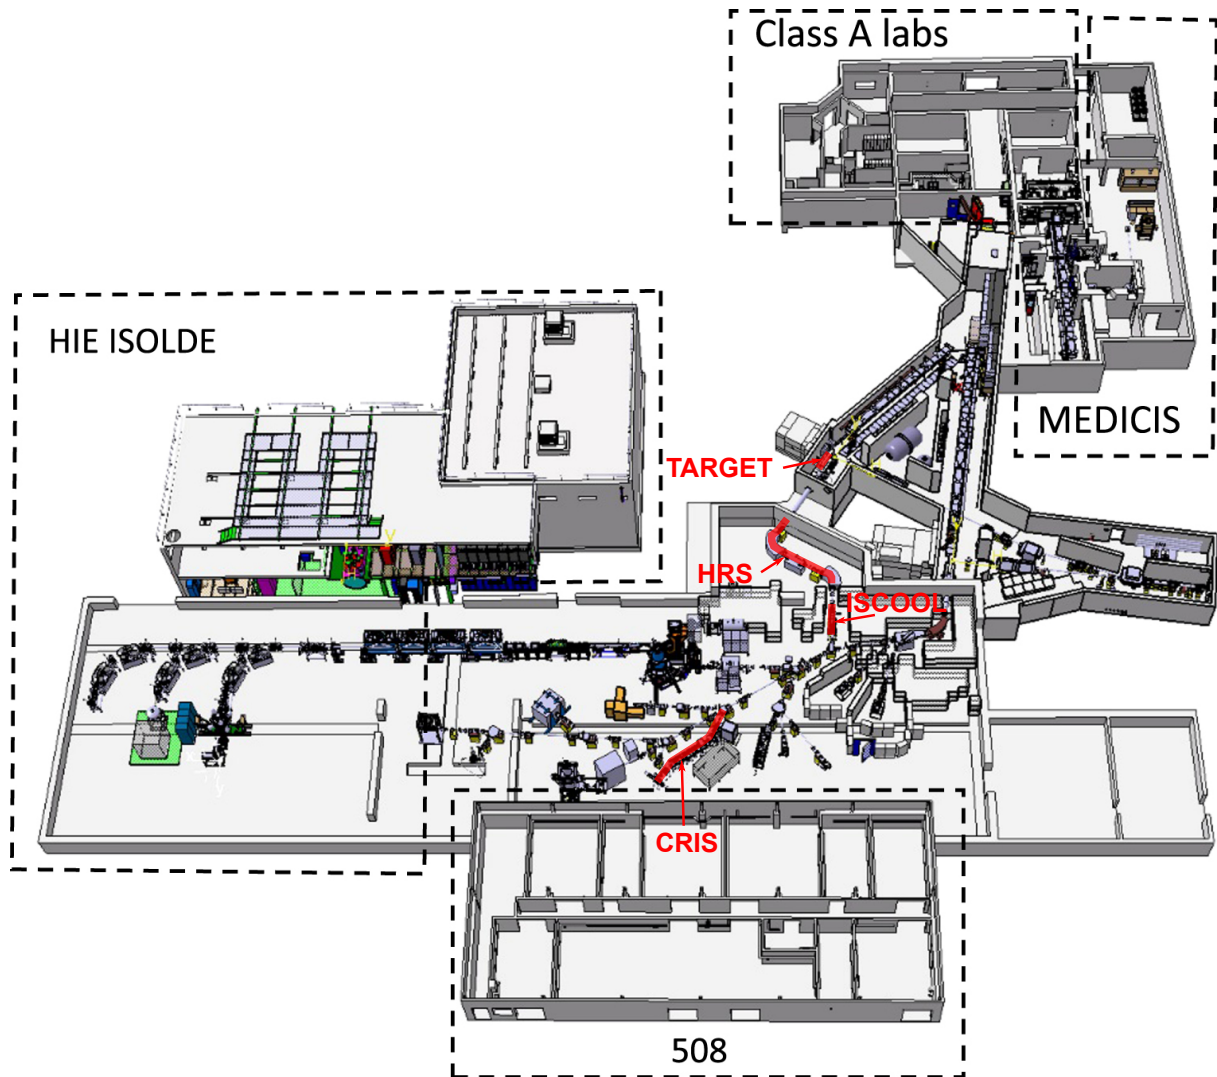 Class A labs
HIE ISOLDE
MEDICIS
TARGET
HRS
ISCOOL
CRIS
508